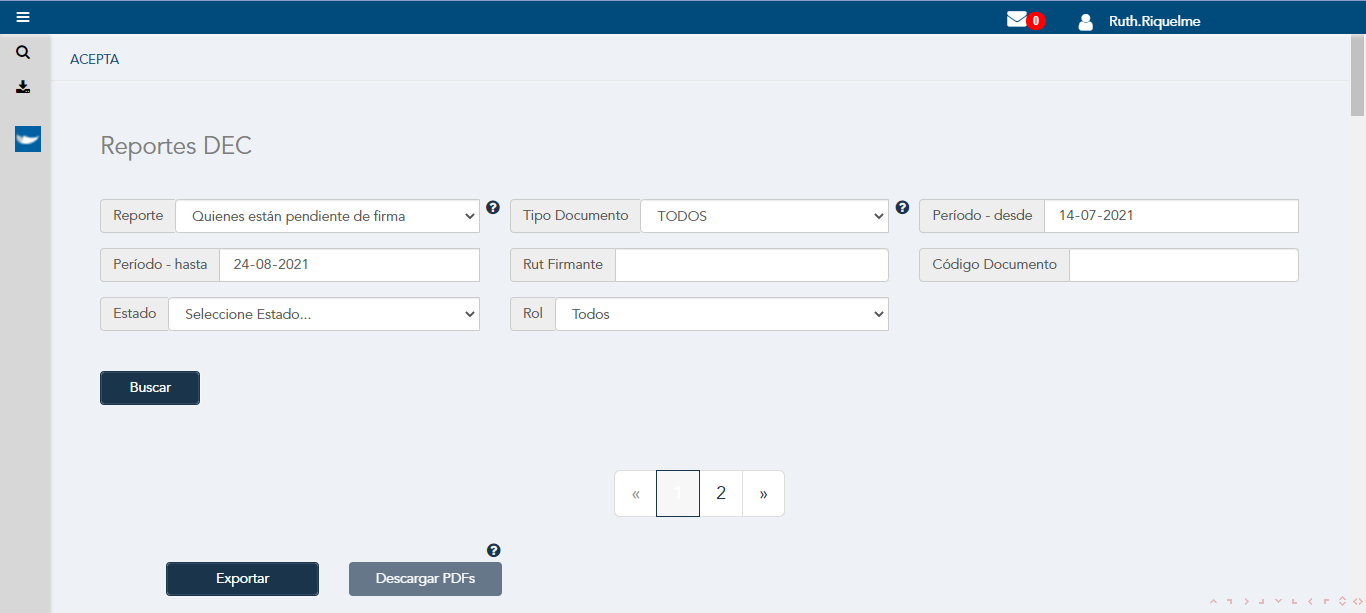 0 Ruth.Riquelme
ACEPTA
Reportes DEC
Reporte Quienes están pendiente de firma Tipo Documento TODOS Período - desde 14-07-2021
Período - hasta 24-08-2021 Rut Firmante Código Documento
Estado Seleccione Estado... Rol Todos
Buscar
« 1 2 »
Exportar Descargar PDFs